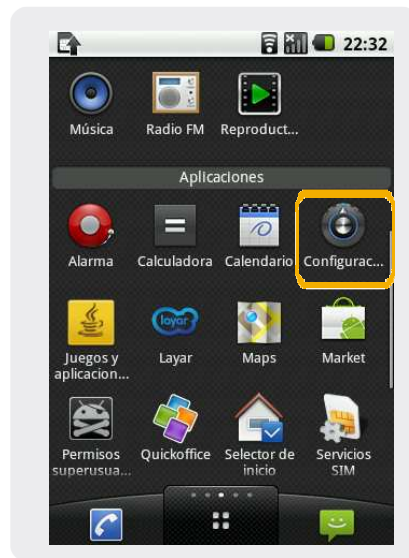 22:32
Música
Radio FM
Reproduct...
Aplicaciones
Alarma
Calculadora
Calendario
Configurac...
layar
Juegos y
aplicacion...
Layar
Maps
Market
Permisos
superusua...
Quickoffice
Selector de
inicio
Servicios
SIM